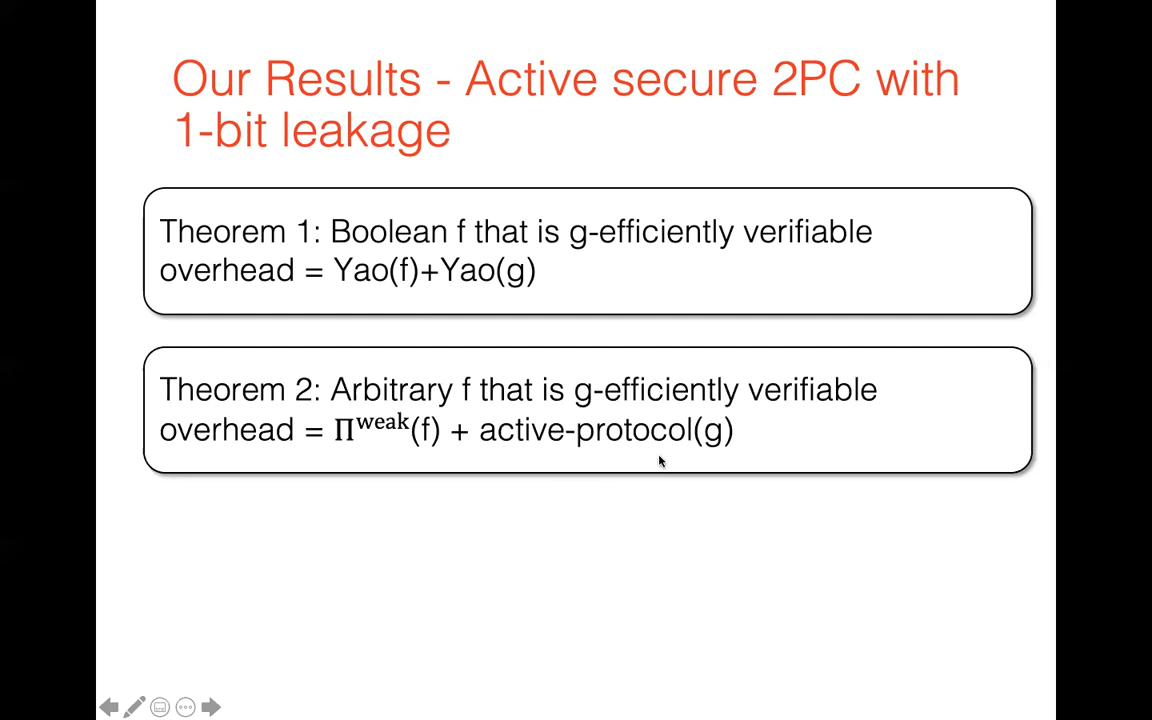 Our Results - Active secure 2PC with
1-bit leakage
Theorem 1: Boolean f that is g-efficiently verifiable
overhead = Yao(f)+Yao(g)
Theorem 2: Arbitrary f that is g-efficiently verifiable
overhead = Π^weak(f) + active-protocol(g)